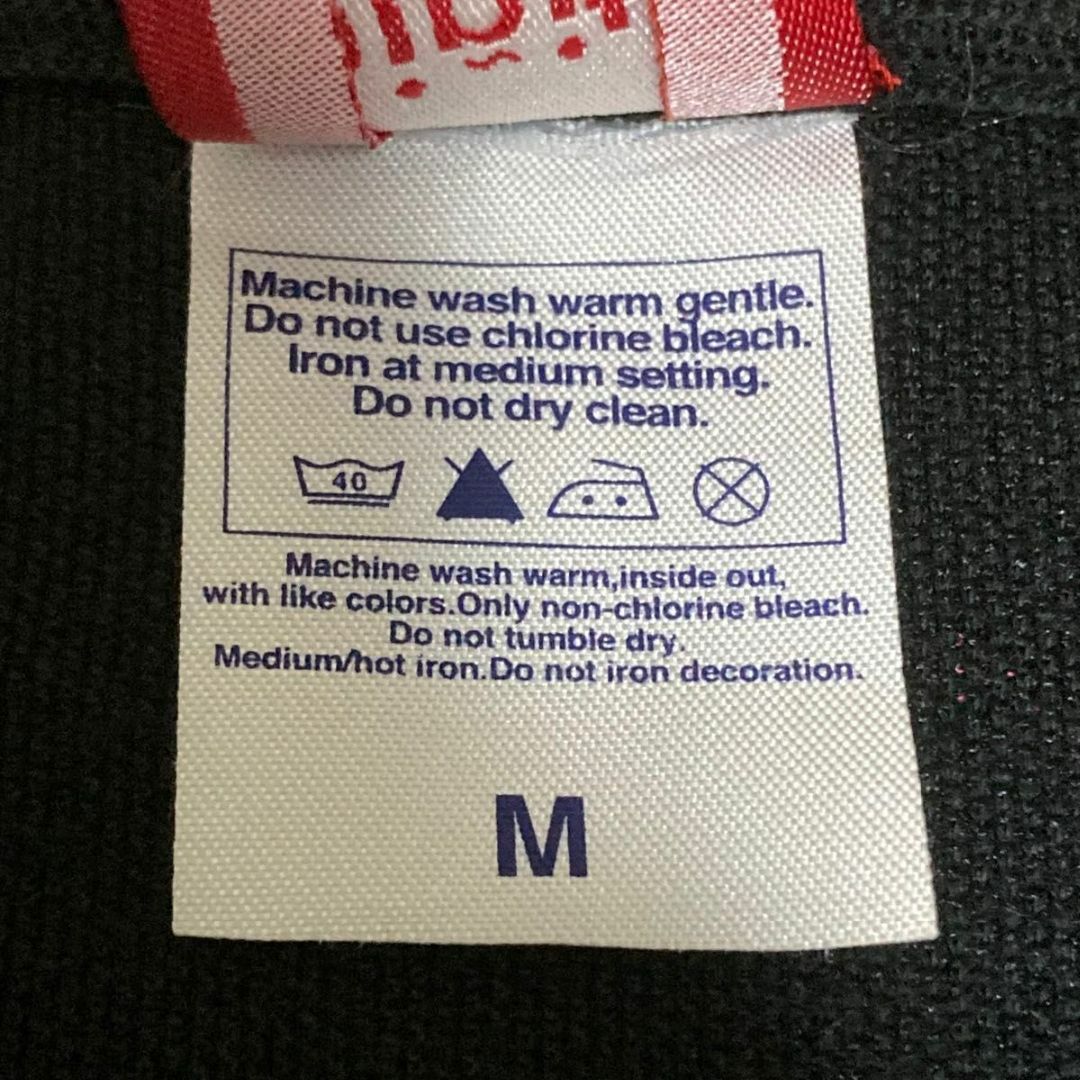 Machine wash warm gentle.
Do not use chlorine bleach.
Iron at medium setting.
Do not dry clean.
40
Machine wash warm,inside out,
with like colors.Only non-chlorine bleach.
Do not tumble dry.
Medium/hot iron.Do not iron decoration.
M